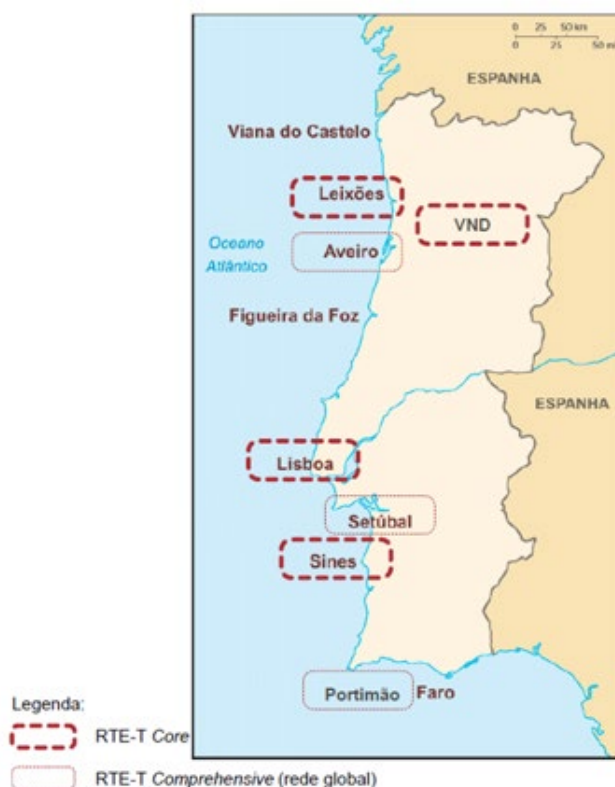 0 25 50 km
0 25 50 mi
ESPANHA
Viana do Castelo
Leixões
VND
Oceano
Atlântico
Aveiro
Figueira da Foz
ESPANHA
Lisboa
Setúbal
Sines
Portimão Faro
Legenda:
RTE-T Core
RTE-T Comprehensive (rede global)